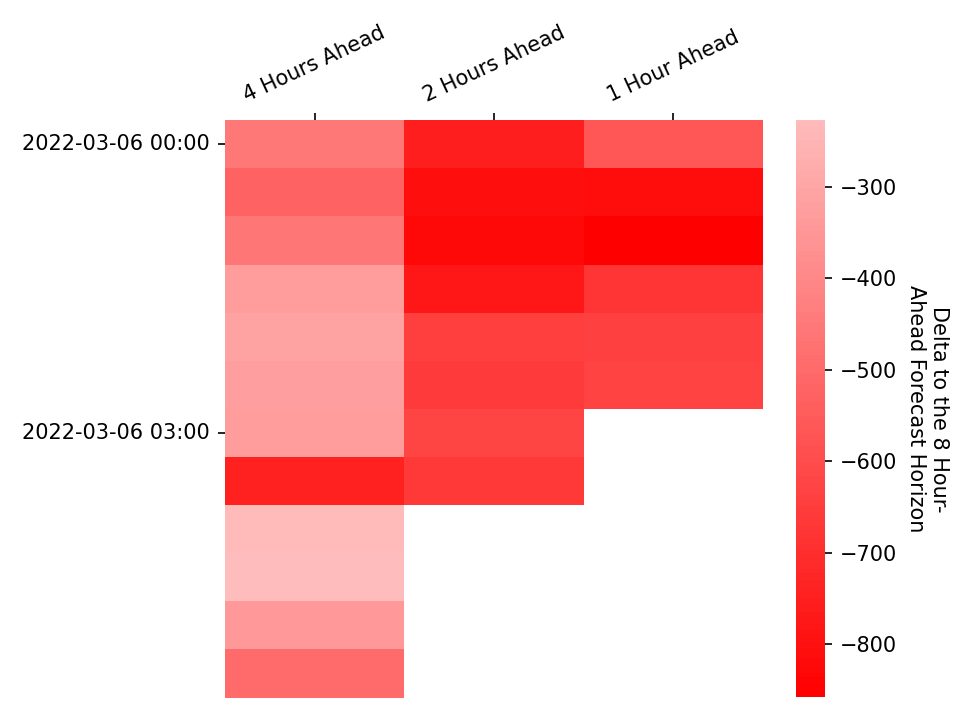 4 Hours Ahead
2 Hours Ahead
1 Hour Ahead
2022-03-06 00:00
2022-03-06 03:00
−300
−400
−500
−600
−700
−800
Delta to the 8 Hour-
Ahead Forecast Horizon